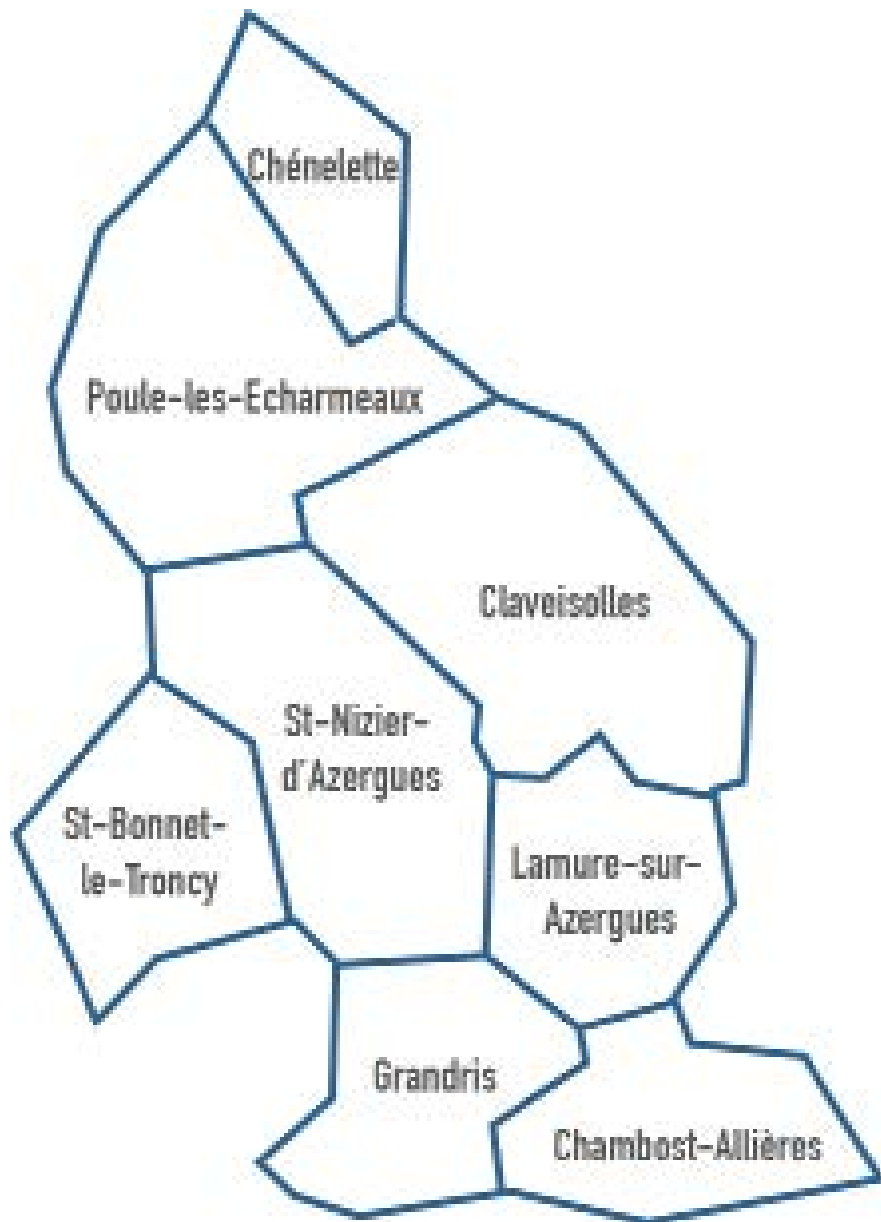 Chénelette
Poule-les-Echarmeaux
Claveisolles
St-Nizier-
d'Azergues
St-Bonnet-
le-Troncy
Lamure-sur-
Azergues
Grandris
Chambost-Allières